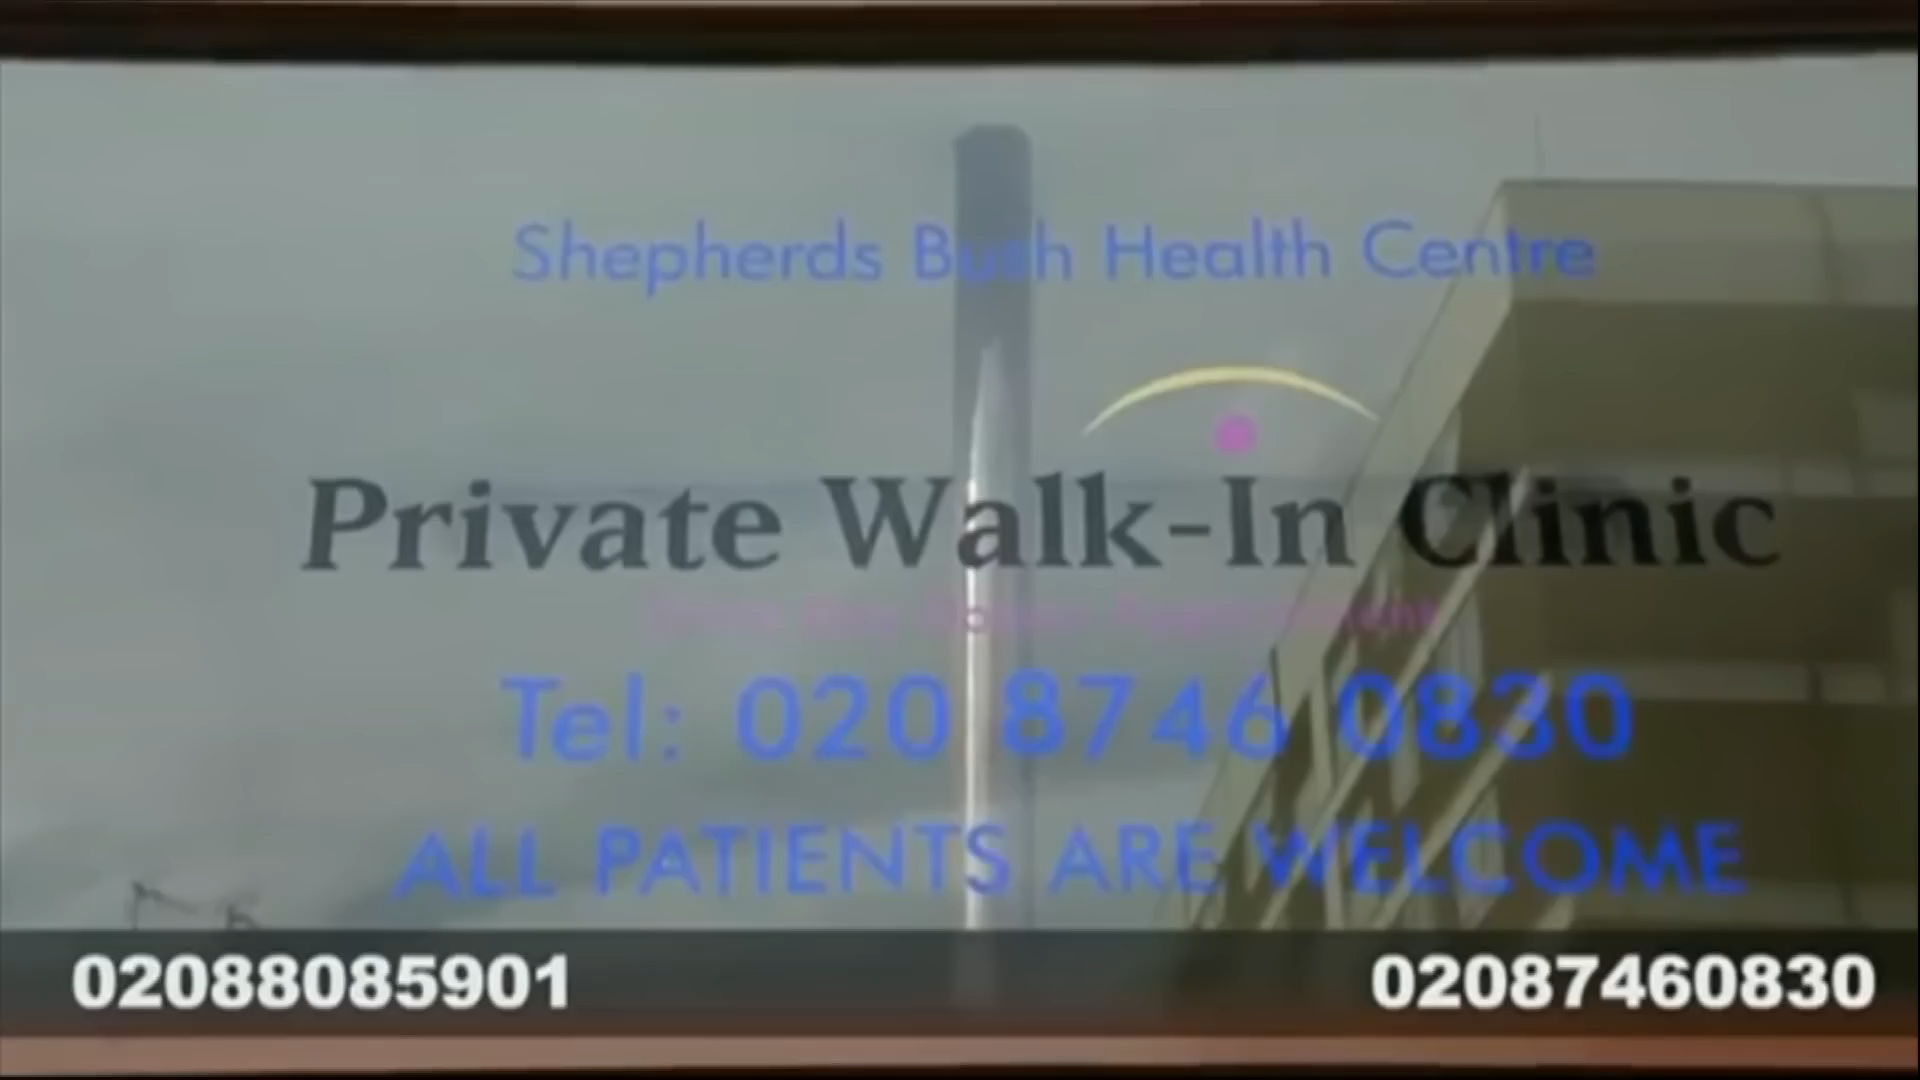 Shepherds Bush Health Centre
Private Walk-In Clinic
Tel: 020 8746 0830
ALL PATIENTS ARE WELCOME
02088085901
02087460830